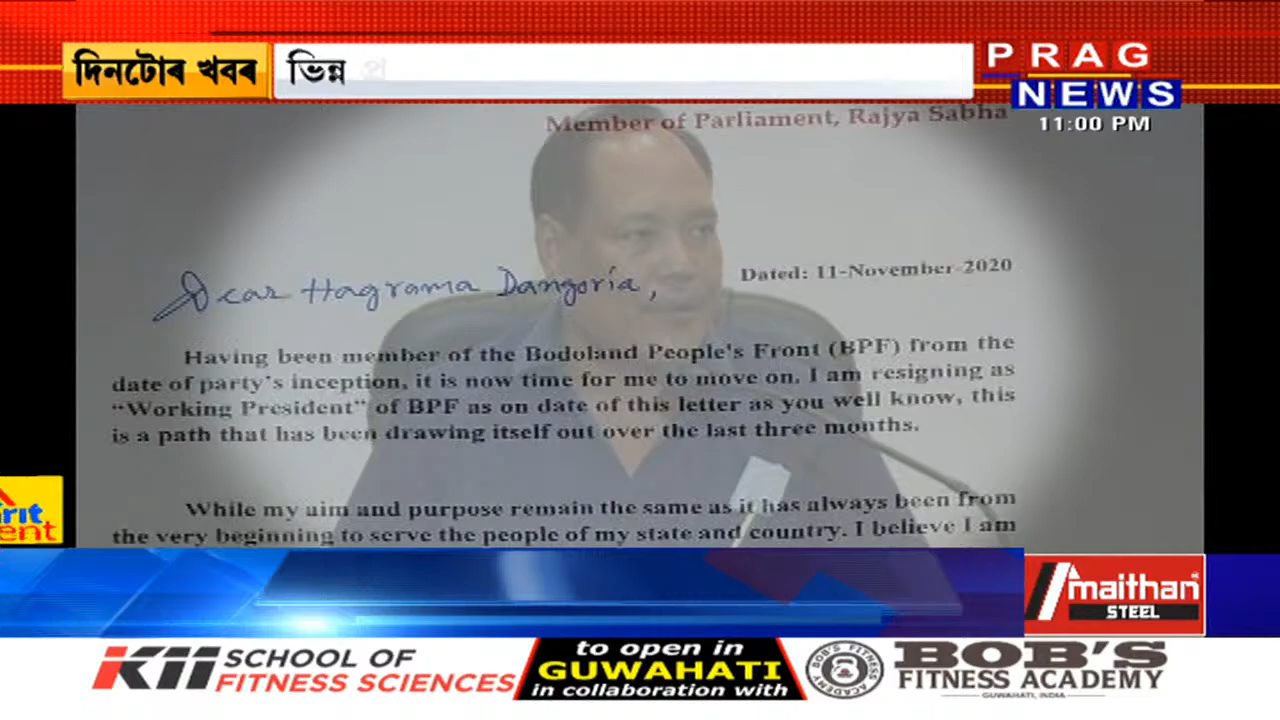 দিনটোৰ খবৰ
ভিন্ন প্ৰ
PRAG
NEWS
11:00 PM
Member of Parliament, Rajya Sabha
Dated: 11-November-2020
Dear Hagrama Dangoria,
Having been member of the Bodoland People's Front (BPF) from the
date of party's inception, it is now time for me to move on. I am resigning as
“Working President” of BPF as on date of this letter as you well know, this
is a path that has been drawing itself out over the last three months.
While my aim and purpose remain the same as it has always been from
the very beginning to serve the people of my state and country. I believe I am
maithan
STEEL
K11 SCHOOL OF
FITNESS SCIENCES
to open in
GUWAHATI
in collaboration with
BOB'S FITNESS ACADEMY
BOB'S
FITNESS ACADEMY
GUWAHATI, INDIA